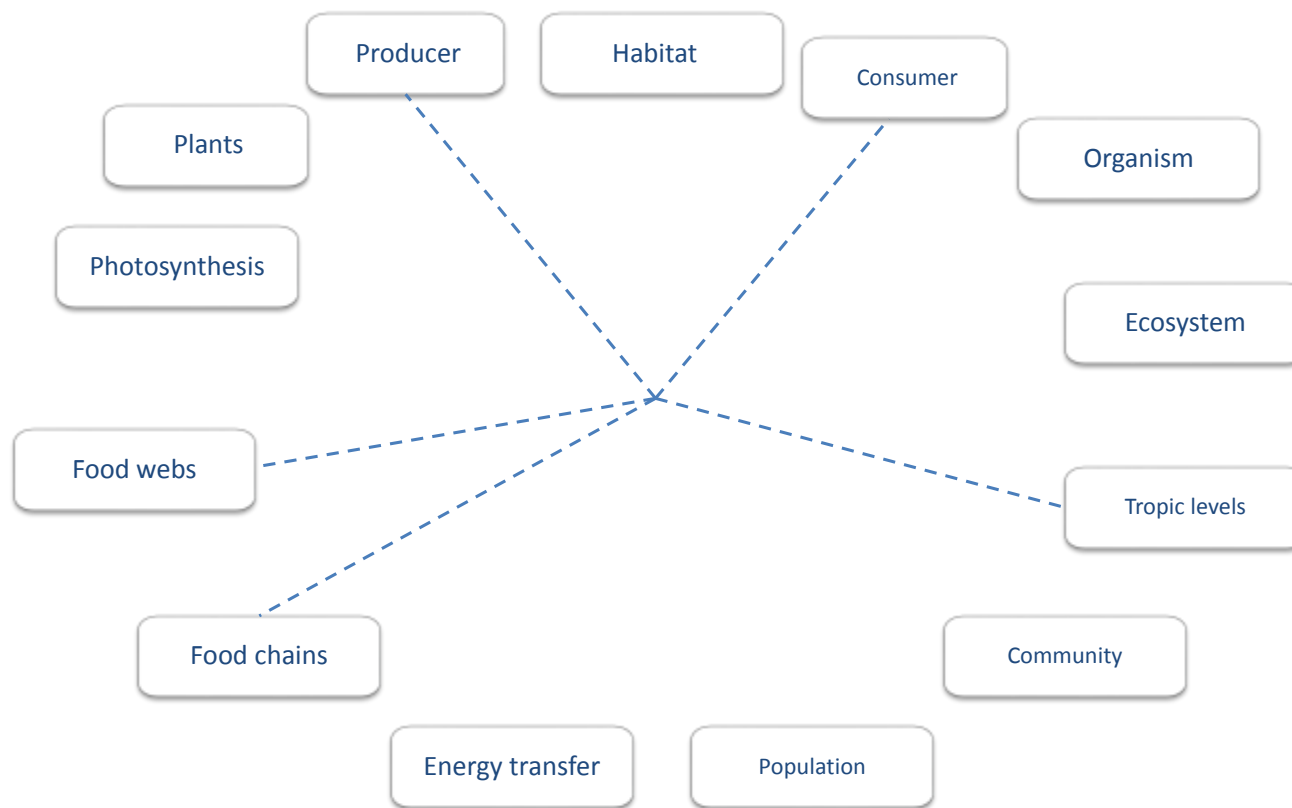 Producer
Habitat
Consumer
Plants
Organism
Photosynthesis
Ecosystem
Food webs
Tropic levels
Food chains
Community
Energy transfer
Population